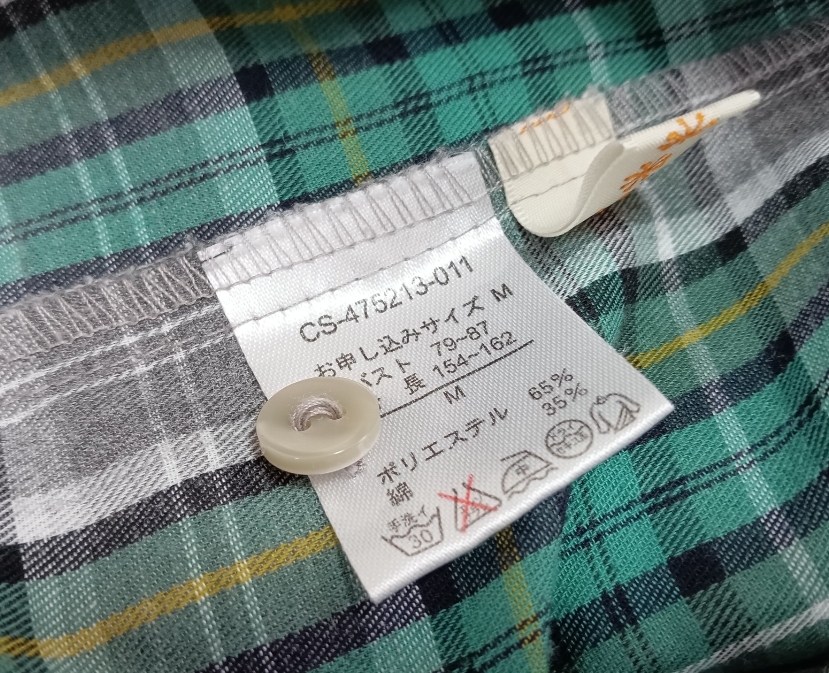 CS-475213-011
お申し込みサイズ M
バスト 79~87
長 154~162
M
ポリエステル 65%
綿 35%
手洗イ
30
中